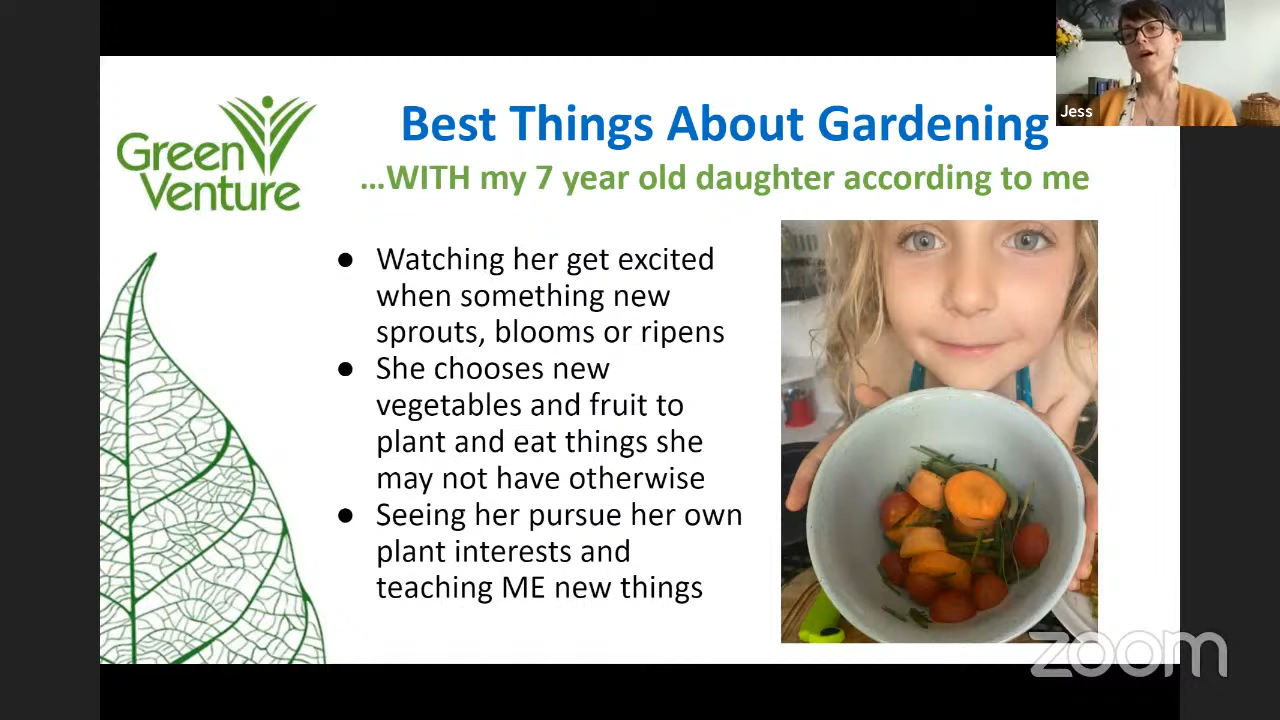 Green
Venture
Best Things About Gardening
...WITH my 7 year old daughter according to me
● Watching her get excited
when something new
sprouts, blooms or ripens
● She chooses new
vegetables and fruit to
plant and eat things she
may not have otherwise
● Seeing her pursue her own
plant interests and
teaching ME new things
Jess
zoom